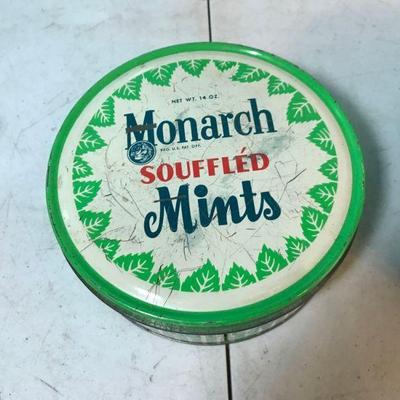 NET WT. 14 OZ.
Monarch
REG. U.S. PAT. OFF.
SOUFFLÉD
Mints